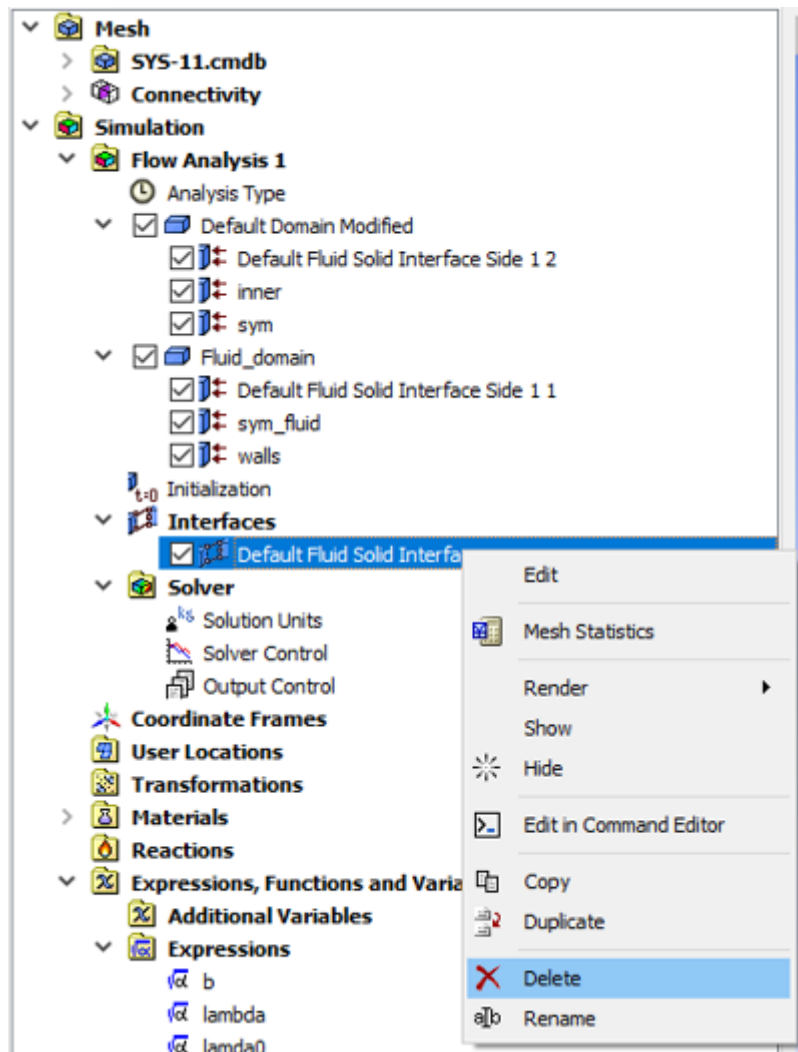 Mesh
SYS-11.cmdb
Connectivity
Simulation
Flow Analysis 1
Analysis Type
Default Domain Modified
Default Fluid Solid Interface Side 1 2
inner
sym
Fluid_domain
Default Fluid Solid Interface Side 1 1
sym_fluid
walls
t=0 Initialization
Interfaces
Default Fluid Solid Interfa
Solver
kg Solution Units
Solver Control
Output Control
Coordinate Frames
User Locations
Transformations
Materials
Reactions
Expressions, Functions and Varia
Additional Variables
Expressions
√α b
√α lambda
√α lamda0
Edit
Mesh Statistics
Render
Show
Hide
Edit in Command Editor
Copy
Duplicate
Delete
a]b Rename